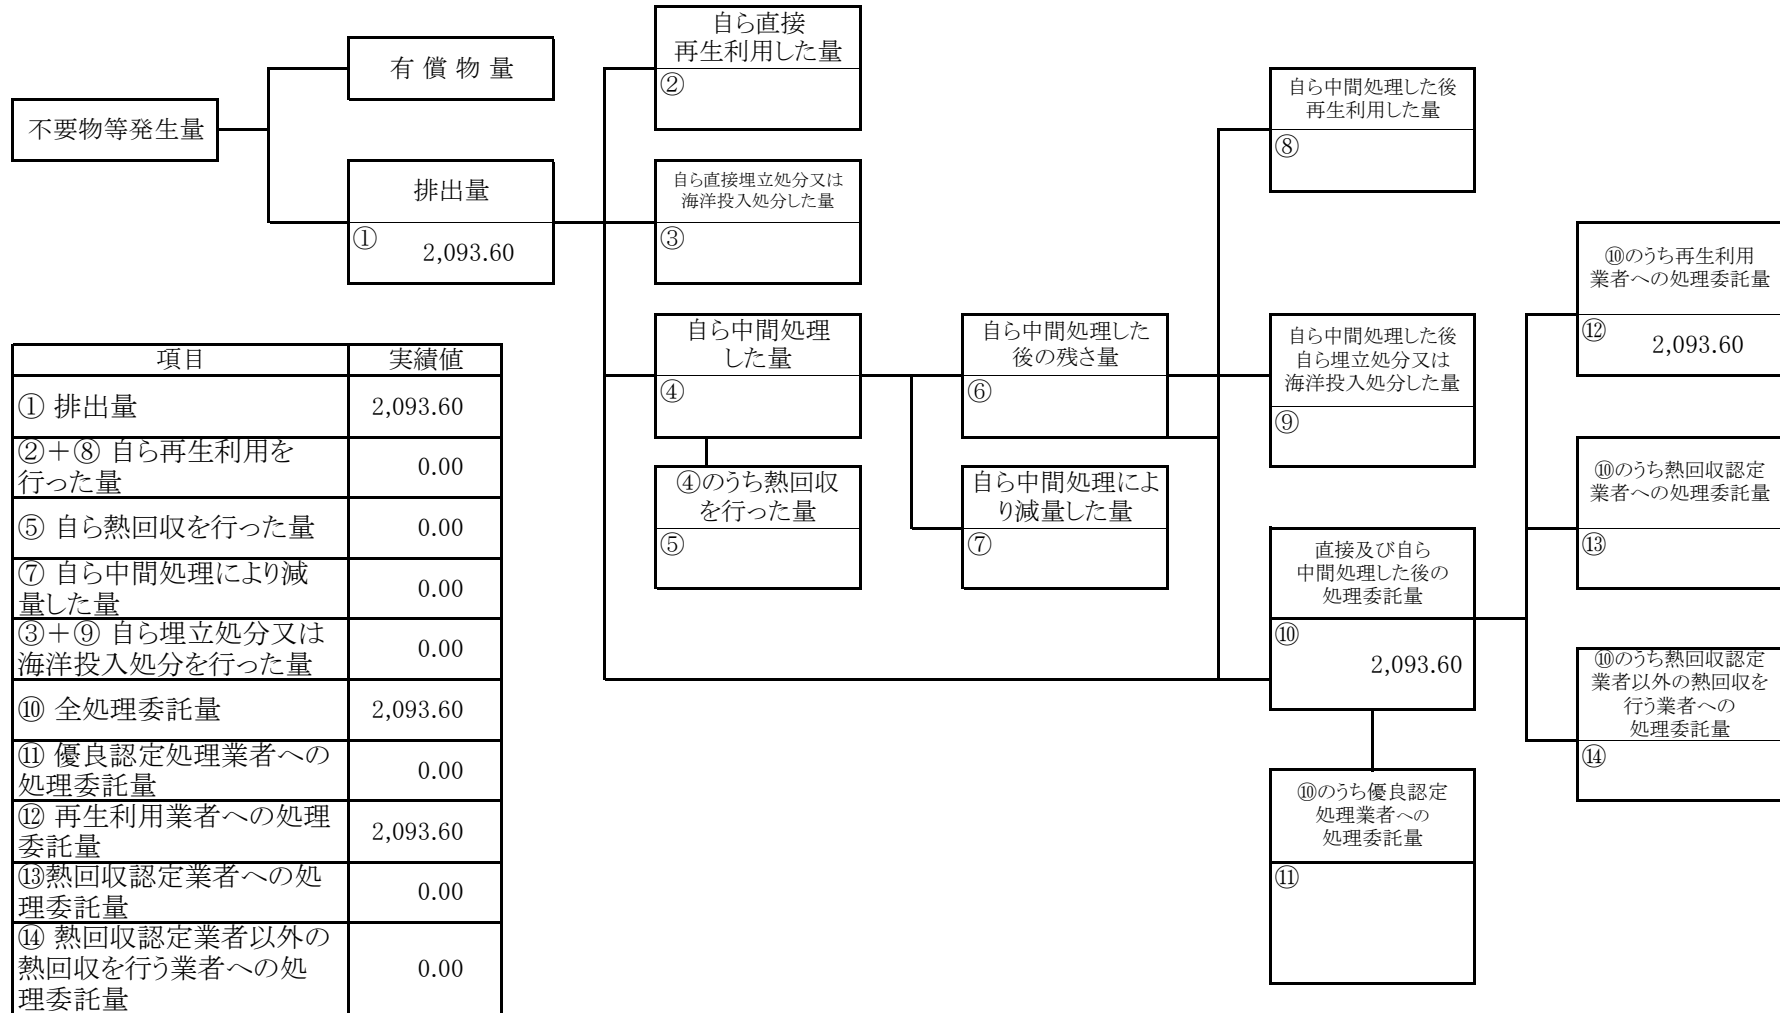 不要物等発生量
有 償 物 量
排出量
①
2,093.60
自ら直接
再生利用した量
②
自ら直接埋立処分又は
海洋投入処分した量
③
自ら中間処理
した量
④
④のうち熱回収
を行った量
⑤
自ら中間処理した
後の残さ量
⑥
自ら中間処理によ
り減量した量
⑦
自ら中間処理した後
再生利用した量
⑧
自ら中間処理した後
自ら埋立処分又は
海洋投入処分した量
⑨
直接及び自ら
中間処理した後の
処理委託量
⑩
2,093.60
⑩のうち優良認定
処理業者への
処理委託量
⑪
⑩のうち再生利用
業者への処理委託量
⑫
2,093.60
⑩のうち熱回収認定
業者への処理委託量
⑬
⑩のうち熱回収認定
業者以外の熱回収を
行う業者への
処理委託量
⑭
項目 実績値
① 排出量 2,093.60
②+⑧ 自ら再生利用を
行った量
0.00
⑤ 自ら熱回収を行った量 0.00
⑦ 自ら中間処理により減
量した量
0.00
③+⑨ 自ら埋立処分又は
海洋投入処分を行った量
0.00
⑩ 全処理委託量 2,093.60
⑪ 優良認定処理業者への
処理委託量
0.00
⑫ 再生利用業者への処理
委託量
2,093.60
⑬熱回収認定業者への処
理委託量
0.00
⑭ 熱回収認定業者以外の
熱回収を行う業者への処
理委託量
0.00